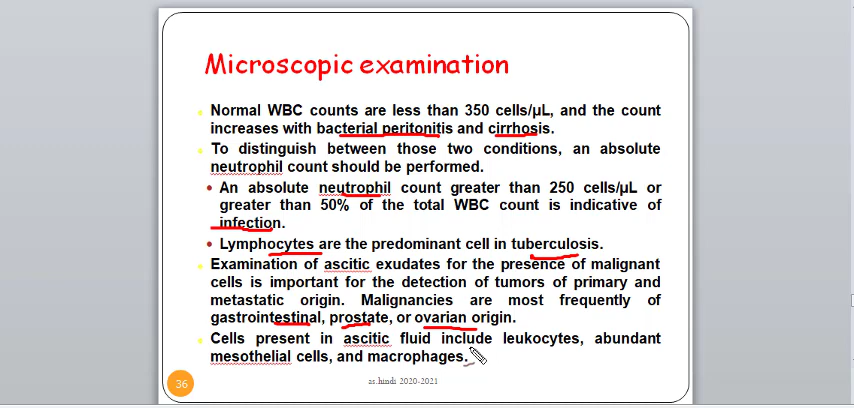 Microscopic examination
Normal WBC counts are less than 350 cells/µL, and the count
increases with bacterial peritonitis and cirrhosis.
To distinguish between those two conditions, an absolute
neutrophil count should be performed.
An absolute neutrophil count greater than 250 cells/µL or
greater than 50% of the total WBC count is indicative of
infection.
Lymphocytes are the predominant cell in tuberculosis.
Examination of ascitic exudates for the presence of malignant
cells is important for the detection of tumors of primary and
metastatic origin. Malignancies are most frequently of
gastrointestinal, prostate, or ovarian origin.
Cells present in ascitic fluid include leukocytes, abundant
mesothelial cells, and macrophages.
36
as.hindi 2020-2021